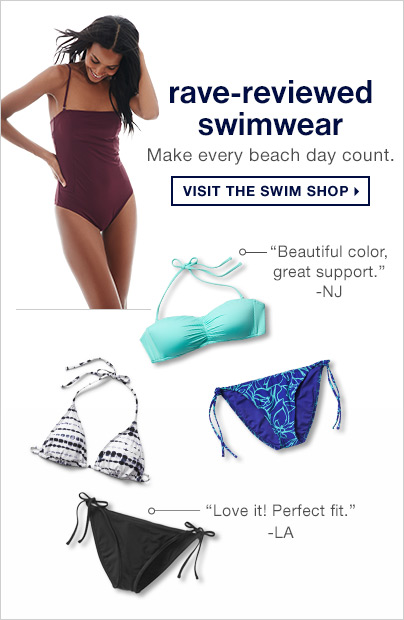 rave-reviewed
swimwear
Make every beach day count.
VISIT THE SWIM SHOP
“Beautiful color,
great support.”
-NJ
“Love it! Perfect fit.”
-LA